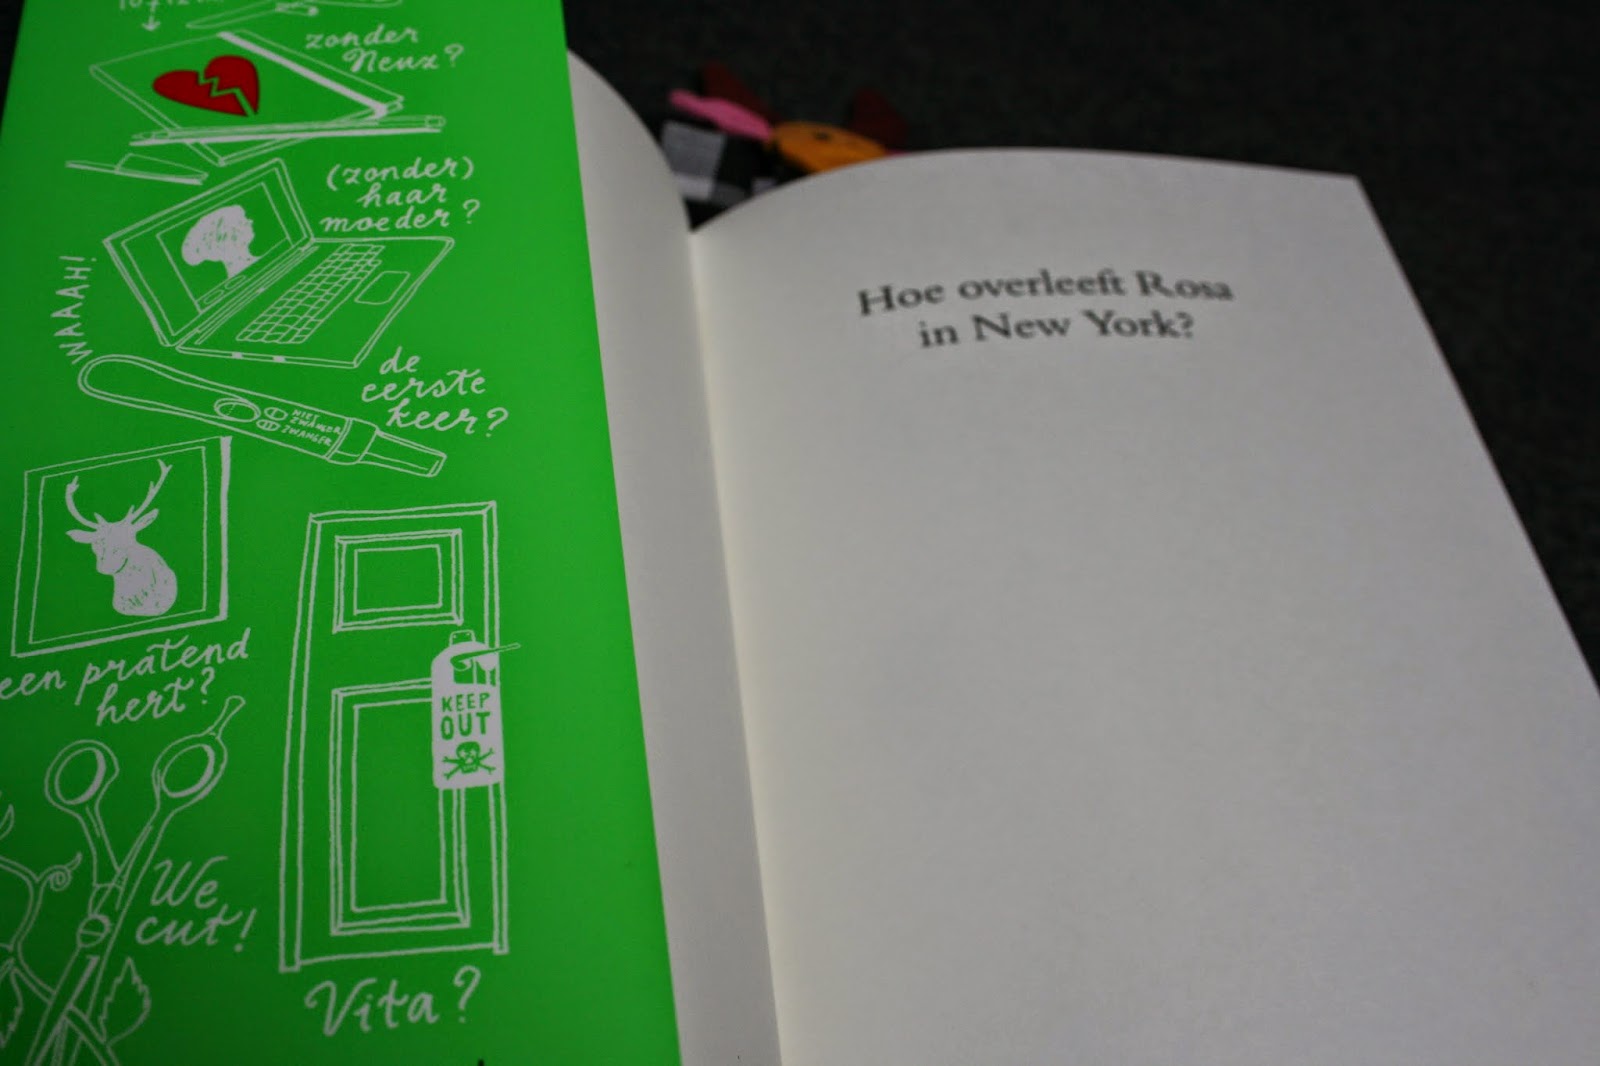 zonder
Neuz?
(zonder)
haar
moeder?
WAAAH!
de
eerste
keer?
NIET
ZWANGER
ZWANGER
een pratend
hert?
KEEP
OUT
We
cut!
Vita?
Hoe overleeft Rosa
in New York?